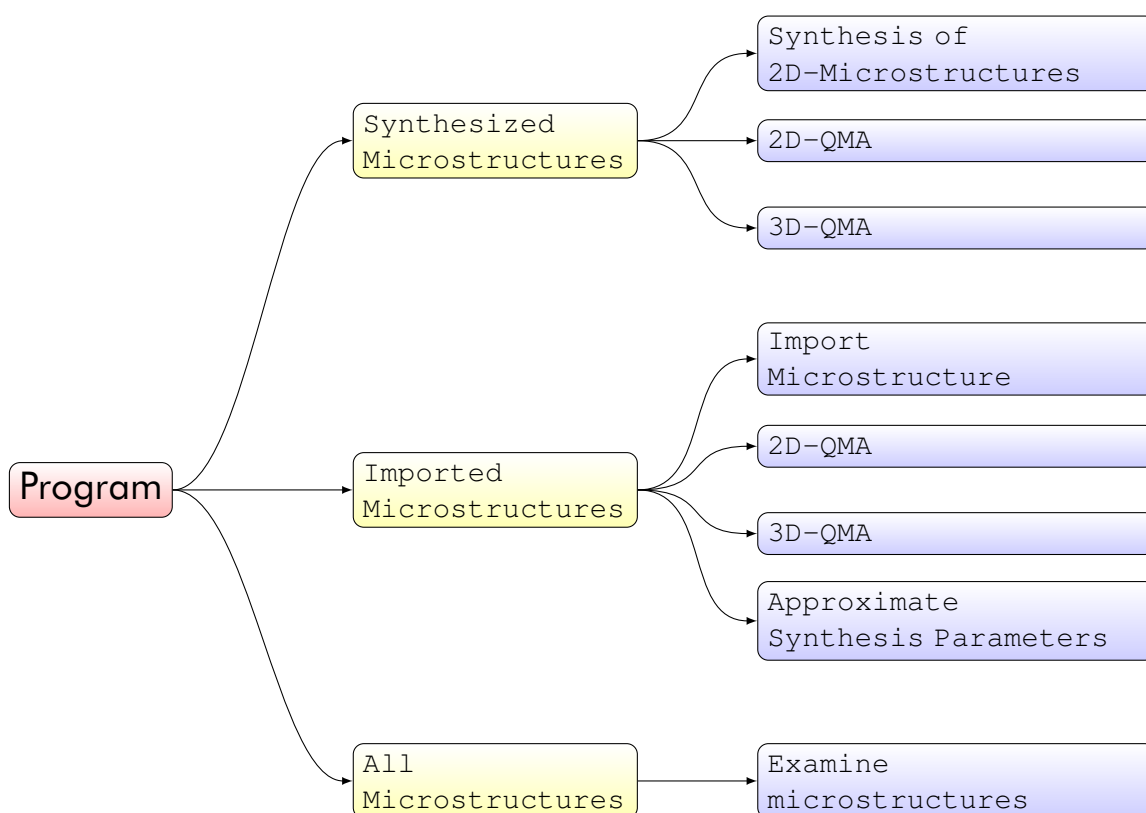 Program
Synthesized
Microstructures
Synthesis of
2D-Microstructures
2D-QMA
3D-QMA
Imported
Microstructures
Import
Microstructure
2D-QMA
3D-QMA
Approximate
Synthesis Parameters
All
Microstructures
Examine
microstructures